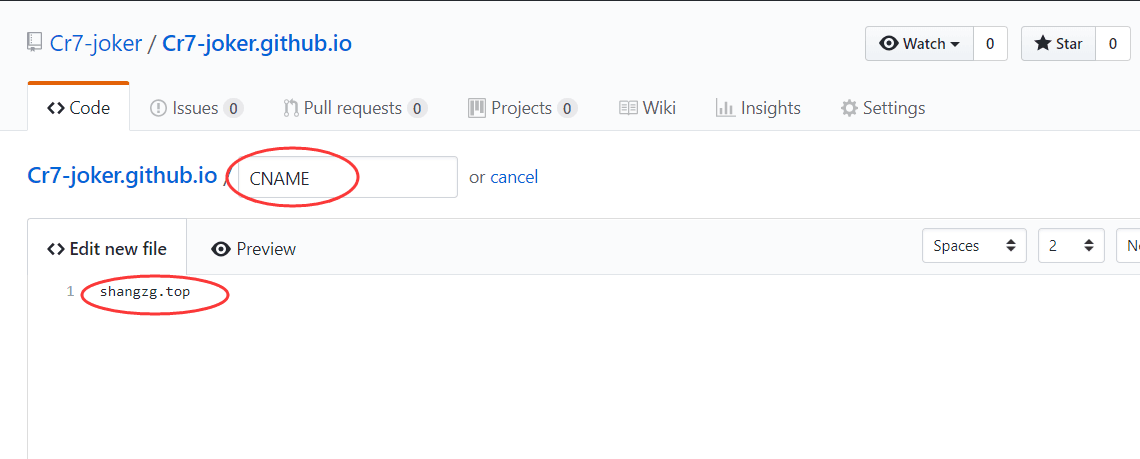 Cr7-joker / Cr7-joker.github.io
Watch 0 Star 0
Code Issues 0 Pull requests 0 Projects 0 Wiki Insights Settings
Cr7-joker.github.io / CNAME or cancel
Edit new file Preview Spaces 2
1 shangzg.top